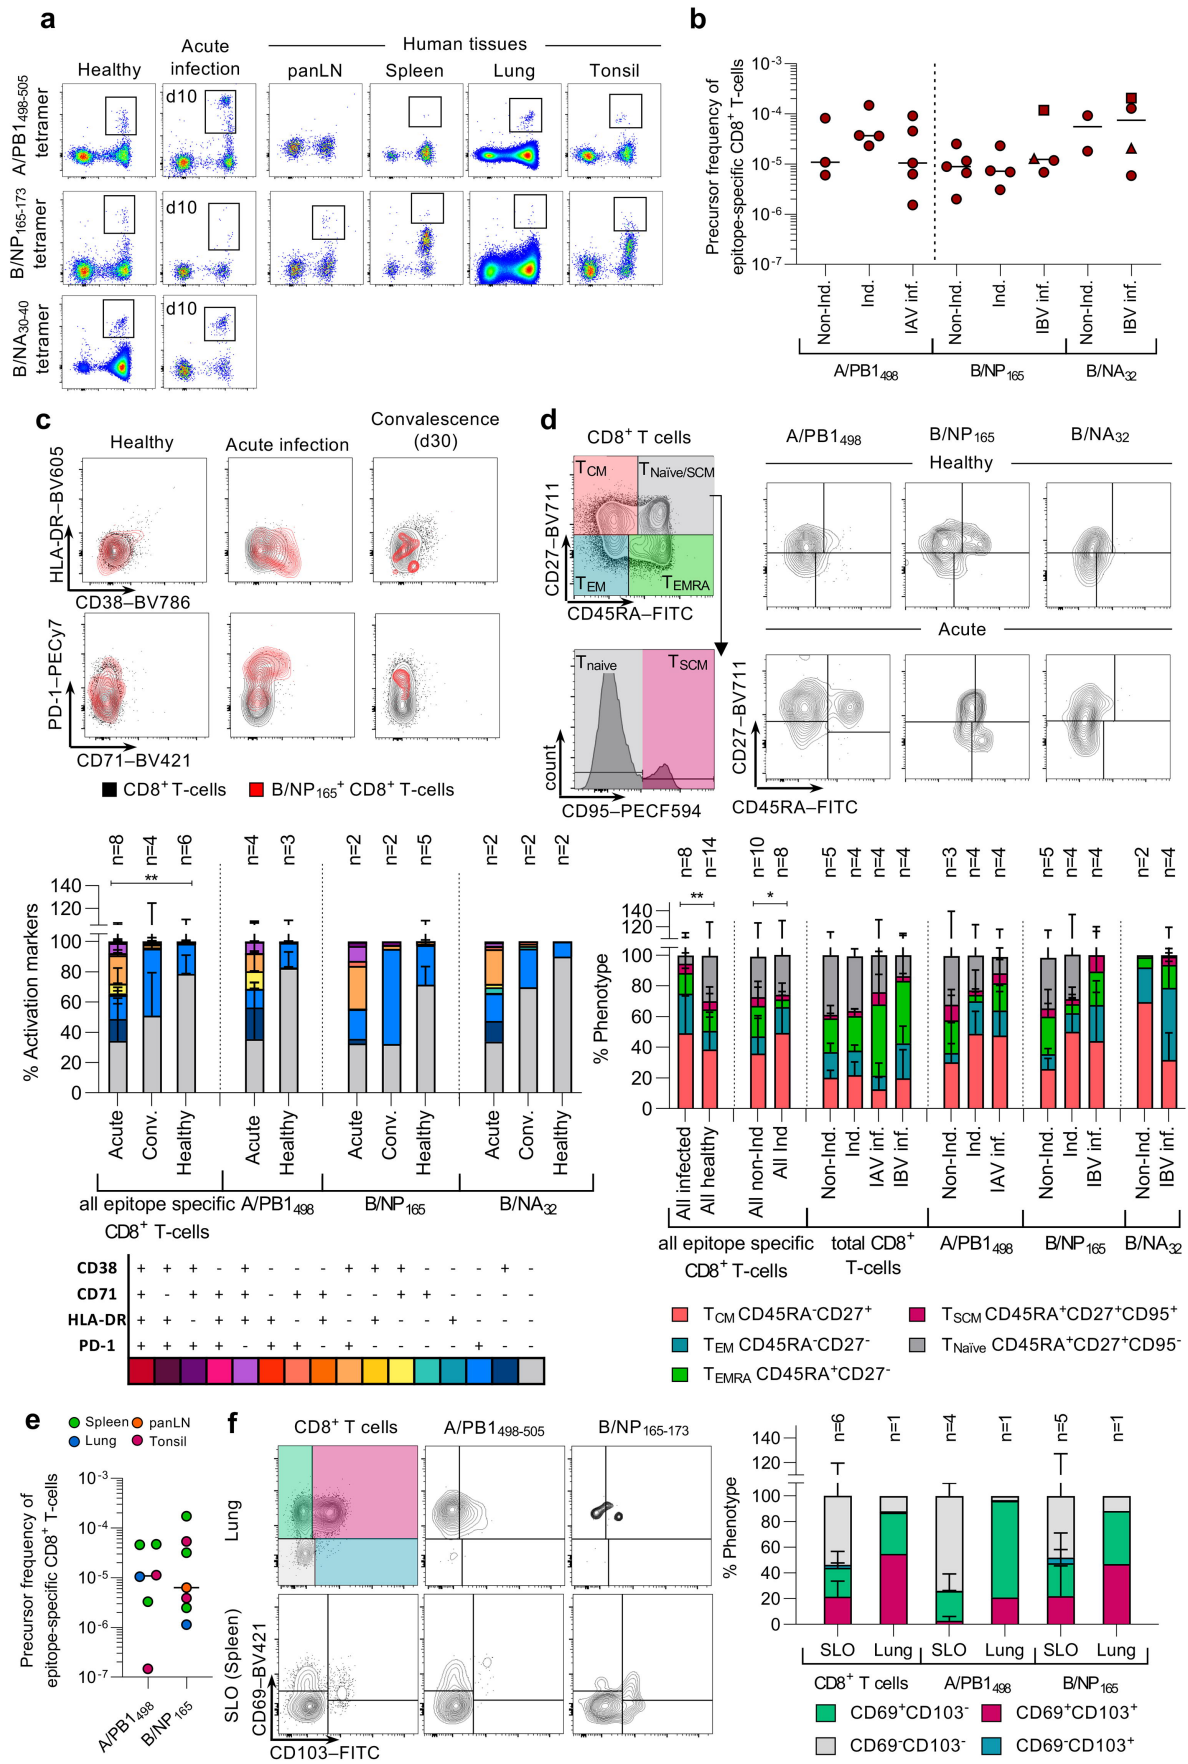 a
Healthy
Acute
infection
Human tissues
panLN
Spleen
Lung
Tonsil
A/PB1498-505
tetramer
d10
B/NP165-173
tetramer
d10
B/NA30-40
tetramer
d10
b
Precursor frequency of
epitope-specific CD8+ T-cells
10-3
10-4
10-5
10-6
10-7
Non-Ind.
Ind.
IAV inf.
Non-Ind.
Ind.
IBV inf.
Non-Ind.
IBV inf.
A/PB1498
B/NP165
B/NA32
c
Healthy
Acute infection
Convalescence
(d30)
HLA-DR–BV605
CD38–BV786
PD-1–PECy7
CD71–BV421
CD8+ T-cells
B/NP165+ CD8+ T-cells
% Activation markers
140
120
100
80
60
40
20
0
n=8
n=4
n=6
n=4
n=3
n=2
n=2
n=5
n=2
n=2
n=2
**
Acute
Conv.
Healthy
Acute
Healthy
Acute
Conv.
Healthy
Acute
Conv.
Healthy
all epitope specific
CD8+ T-cells
A/PB1498
B/NP165
B/NA32
CD38 + + + - + - - - + + + - - - + -
CD71 + - + + - - + - - - + + - - - -
HLA-DR + + - + + + - + - + - - + - - -
PD-1 + + + + - + + - + - - - - + - -
d
CD8+ T cells
TCM
TNaïve/SCM
TEM
TEMRA
CD27–BV711
CD45RA–FITC
Tnaive
TSCM
count
CD95–PECF594
A/PB1498
B/NP165
B/NA32
Healthy
Acute
CD27–BV711
CD45RA–FITC
% Phenotype
140
120
100
80
60
40
20
0
n=8
n=14
n=10
n=8
n=5
n=4
n=4
n=4
n=3
n=4
n=4
n=5
n=4
n=4
n=2
n=4
**
*
All infected
All healthy
All non-Ind
All Ind
Non-Ind.
Ind.
IAV inf.
IBV inf.
Non-Ind.
Ind.
IAV inf.
Non-Ind.
Ind.
IBV inf.
Non-Ind.
IBV inf.
all epitope specific
CD8+ T-cells
total CD8+
T-cells
A/PB1498
B/NP165
B/NA32
TCM CD45RA-CD27+
TEM CD45RA-CD27-
TEMRA CD45RA+CD27-
TSCM CD45RA+CD27+CD95+
TNaïve CD45RA+CD27+CD95-
e
Spleen
panLN
Lung
Tonsil
Precursor frequency of
epitope-specific CD8+ T-cells
10-3
10-4
10-5
10-6
10-7
A/PB1498
B/NP165
f
CD8+ T cells
A/PB1498-505
B/NP165-173
Lung
SLO (Spleen)
CD69–BV421
CD103–FITC
% Phenotype
140
120
100
80
60
40
20
0
n=6
n=1
n=4
n=1
n=5
n=1
SLO
Lung
SLO
Lung
SLO
Lung
CD8+ T cells
A/PB1498
B/NP165
CD69+CD103-
CD69+CD103+
CD69-CD103-
CD69-CD103+